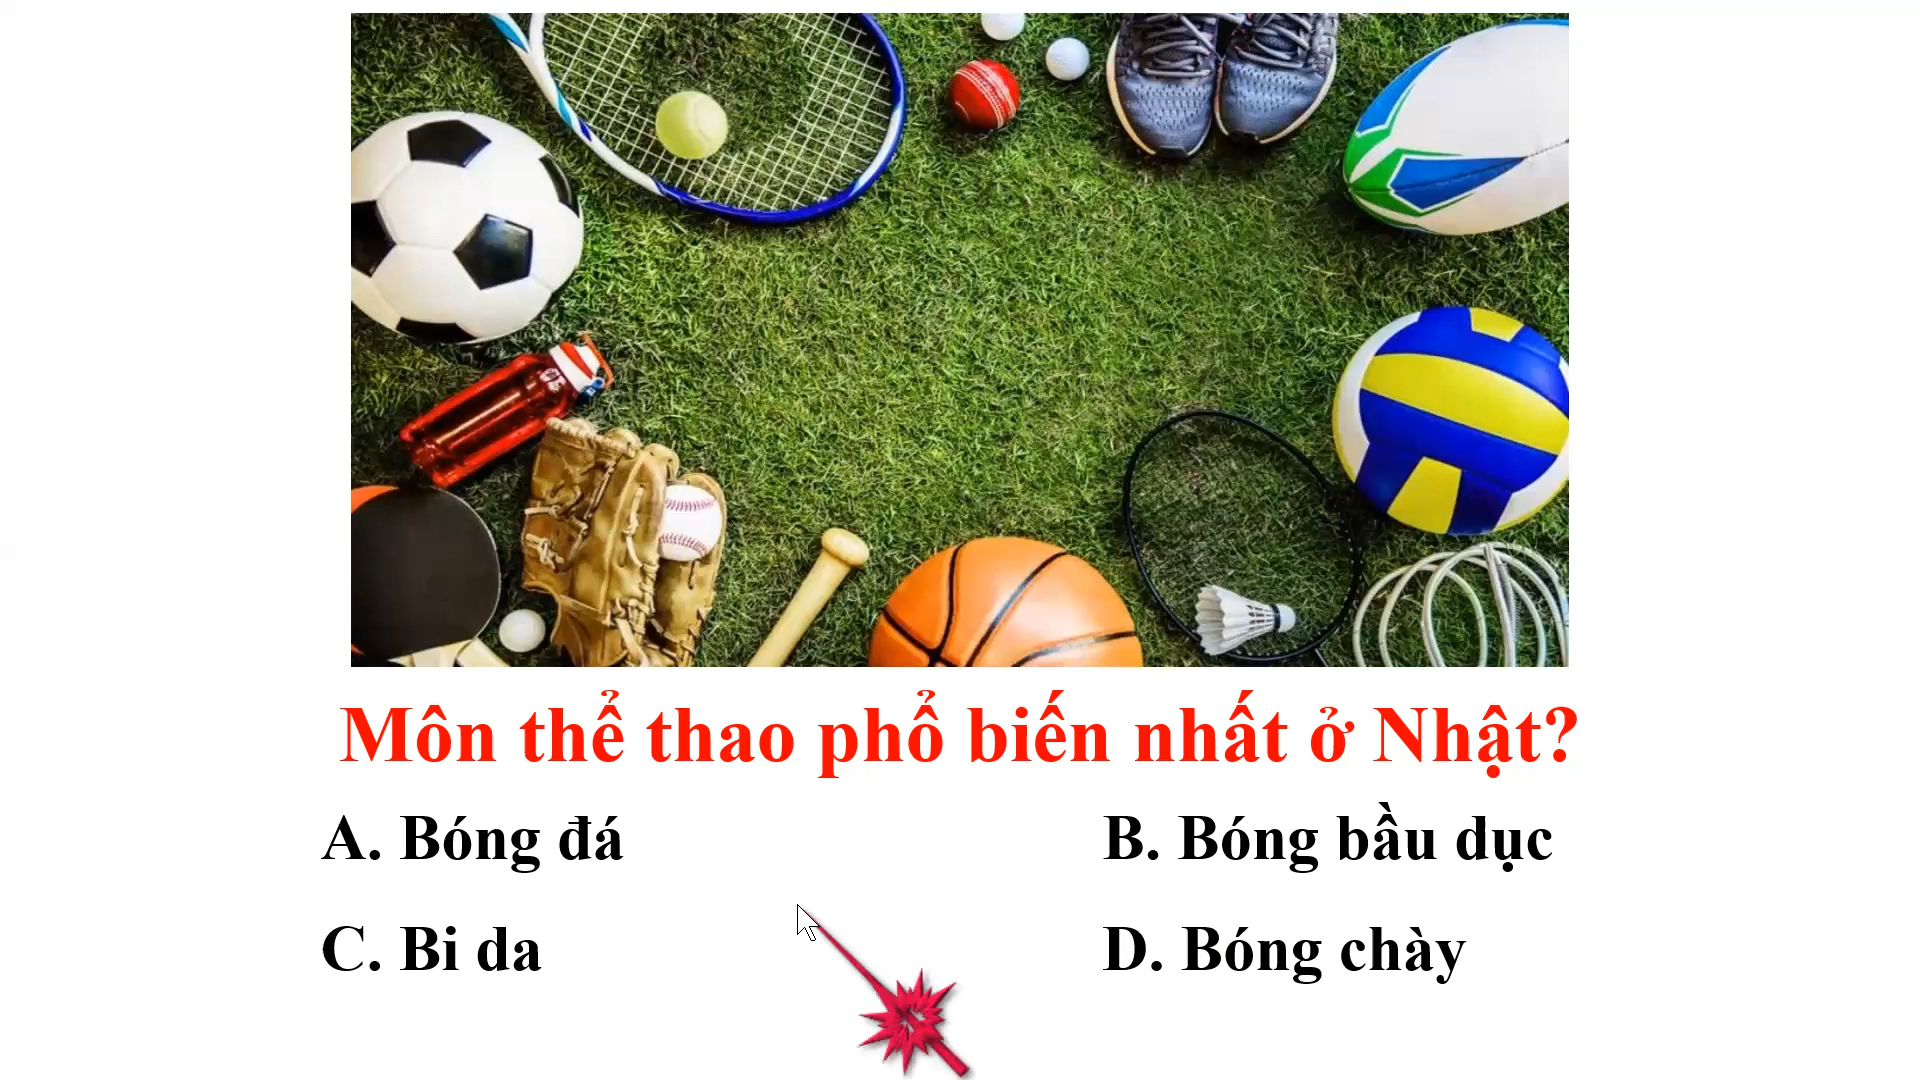 Môn thể thao phổ biến nhất ở Nhật?
A. Bóng đá
B. Bóng bầu dục
C. Bi da
D. Bóng chày